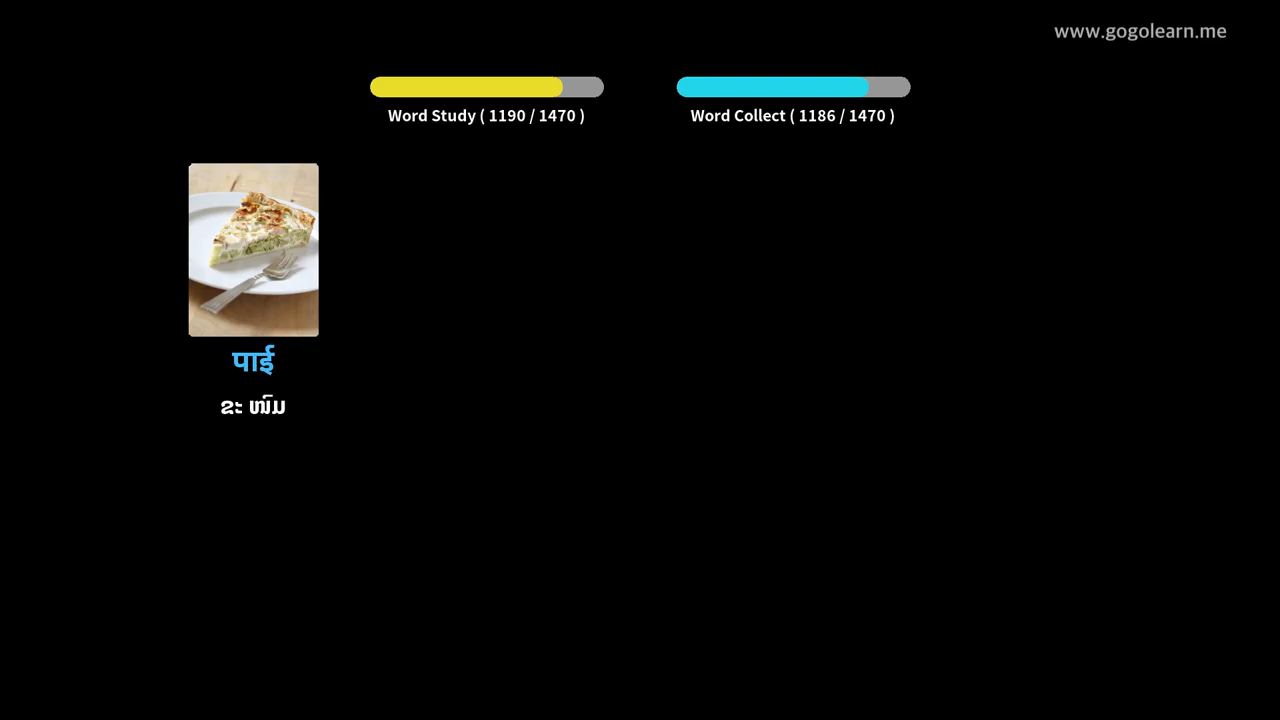 www.gogolearn.me
Word Study ( 1190 / 1470 )
Word Collect ( 1186 / 1470 )
पाई
ຂະ ໜົມ